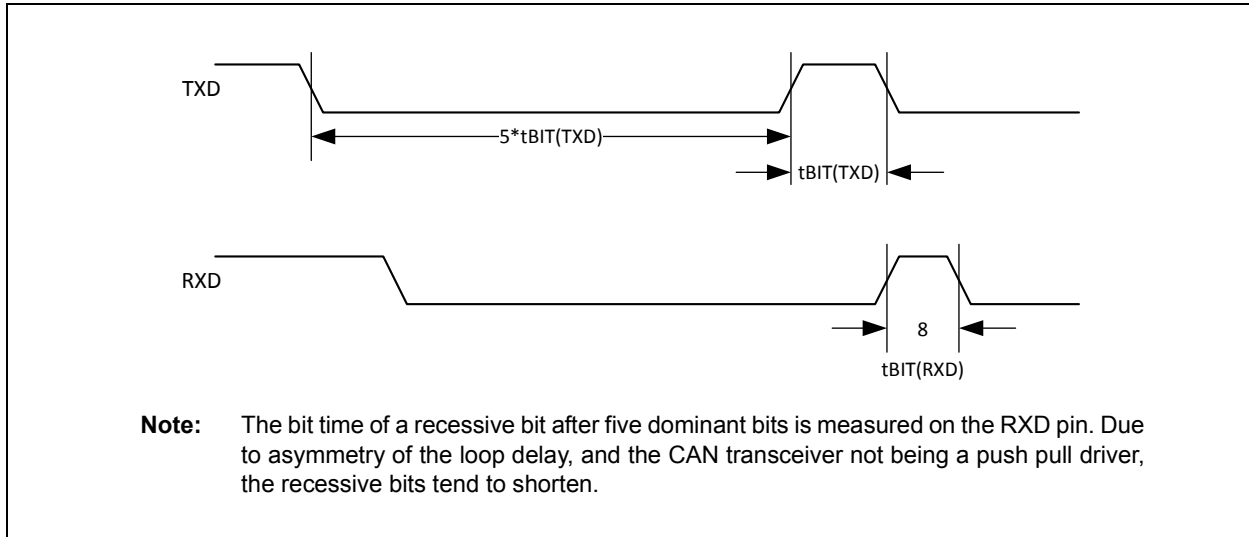 TXD
5*tBIT(TXD)
tBIT(TXD)
RXD
8
tBIT(RXD)
Note: The bit time of a recessive bit after five dominant bits is measured on the RXD pin. Due
to asymmetry of the loop delay, and the CAN transceiver not being a push pull driver,
the recessive bits tend to shorten.